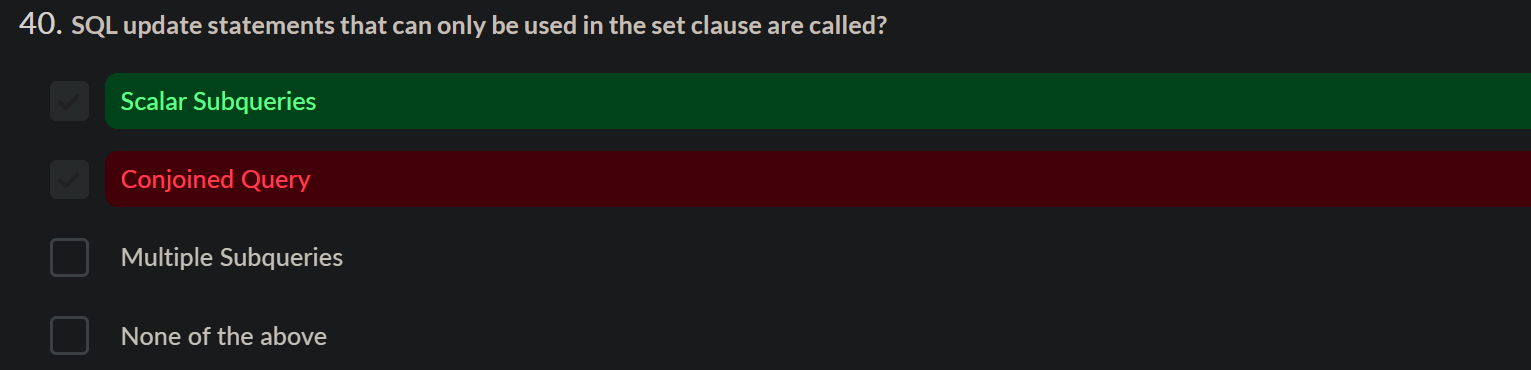 40. SQL update statements that can only be used in the set clause are called?
Scalar Subqueries
Conjoined Query
Multiple Subqueries
None of the above